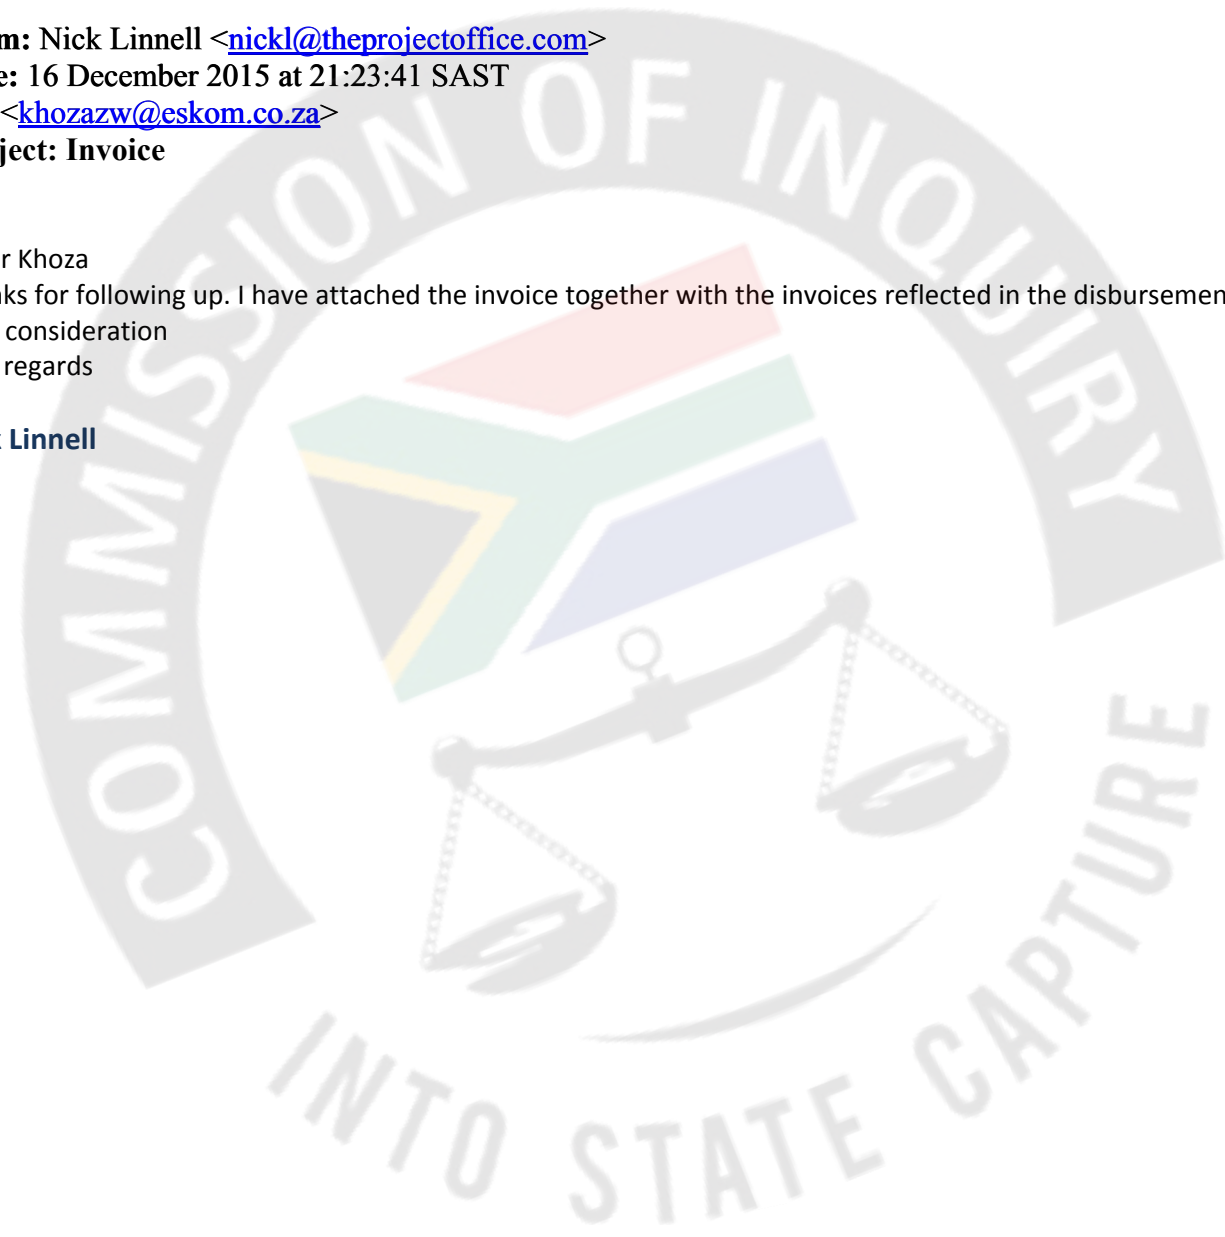 m: Nick Linnell <nickl@theprojectoffice.com>
e: 16 December 2015 at 21:23:41 SAST
<khozazw@eskom.co.za>
ject: Invoice
r Khoza
ks for following up. I have attached the invoice together with the invoices reflected in the disbursemen
consideration
regards
Linnell
COMMISSION OF INQUIRY
INTO STATE CAPTURE